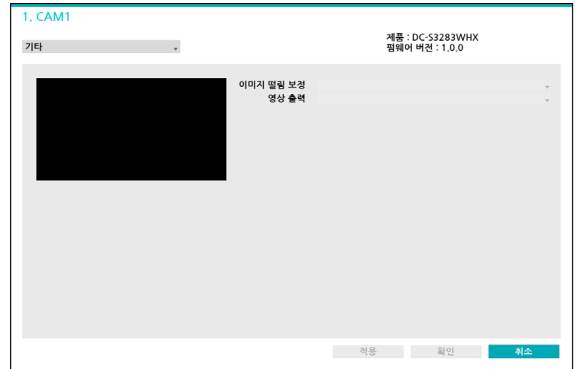 1. CAM1
기타
제품 : DC-S3283WHX
펌웨어 버전 : 1.0.0
이미지 떨림 보정
영상 출력
적용 확인 취소